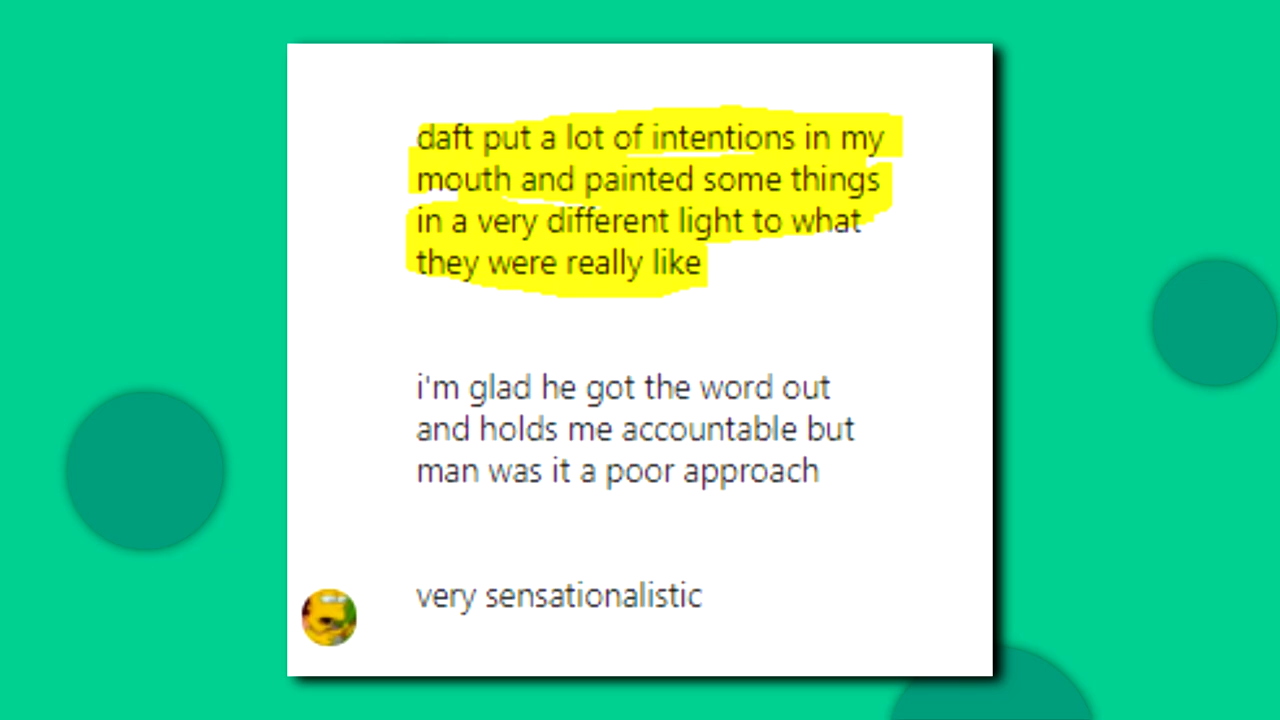 daft put a lot of intentions in my
mouth and painted some things
in a very different light to what
they were really like
i'm glad he got the word out
and holds me accountable but
man was it a poor approach
very sensationalistic